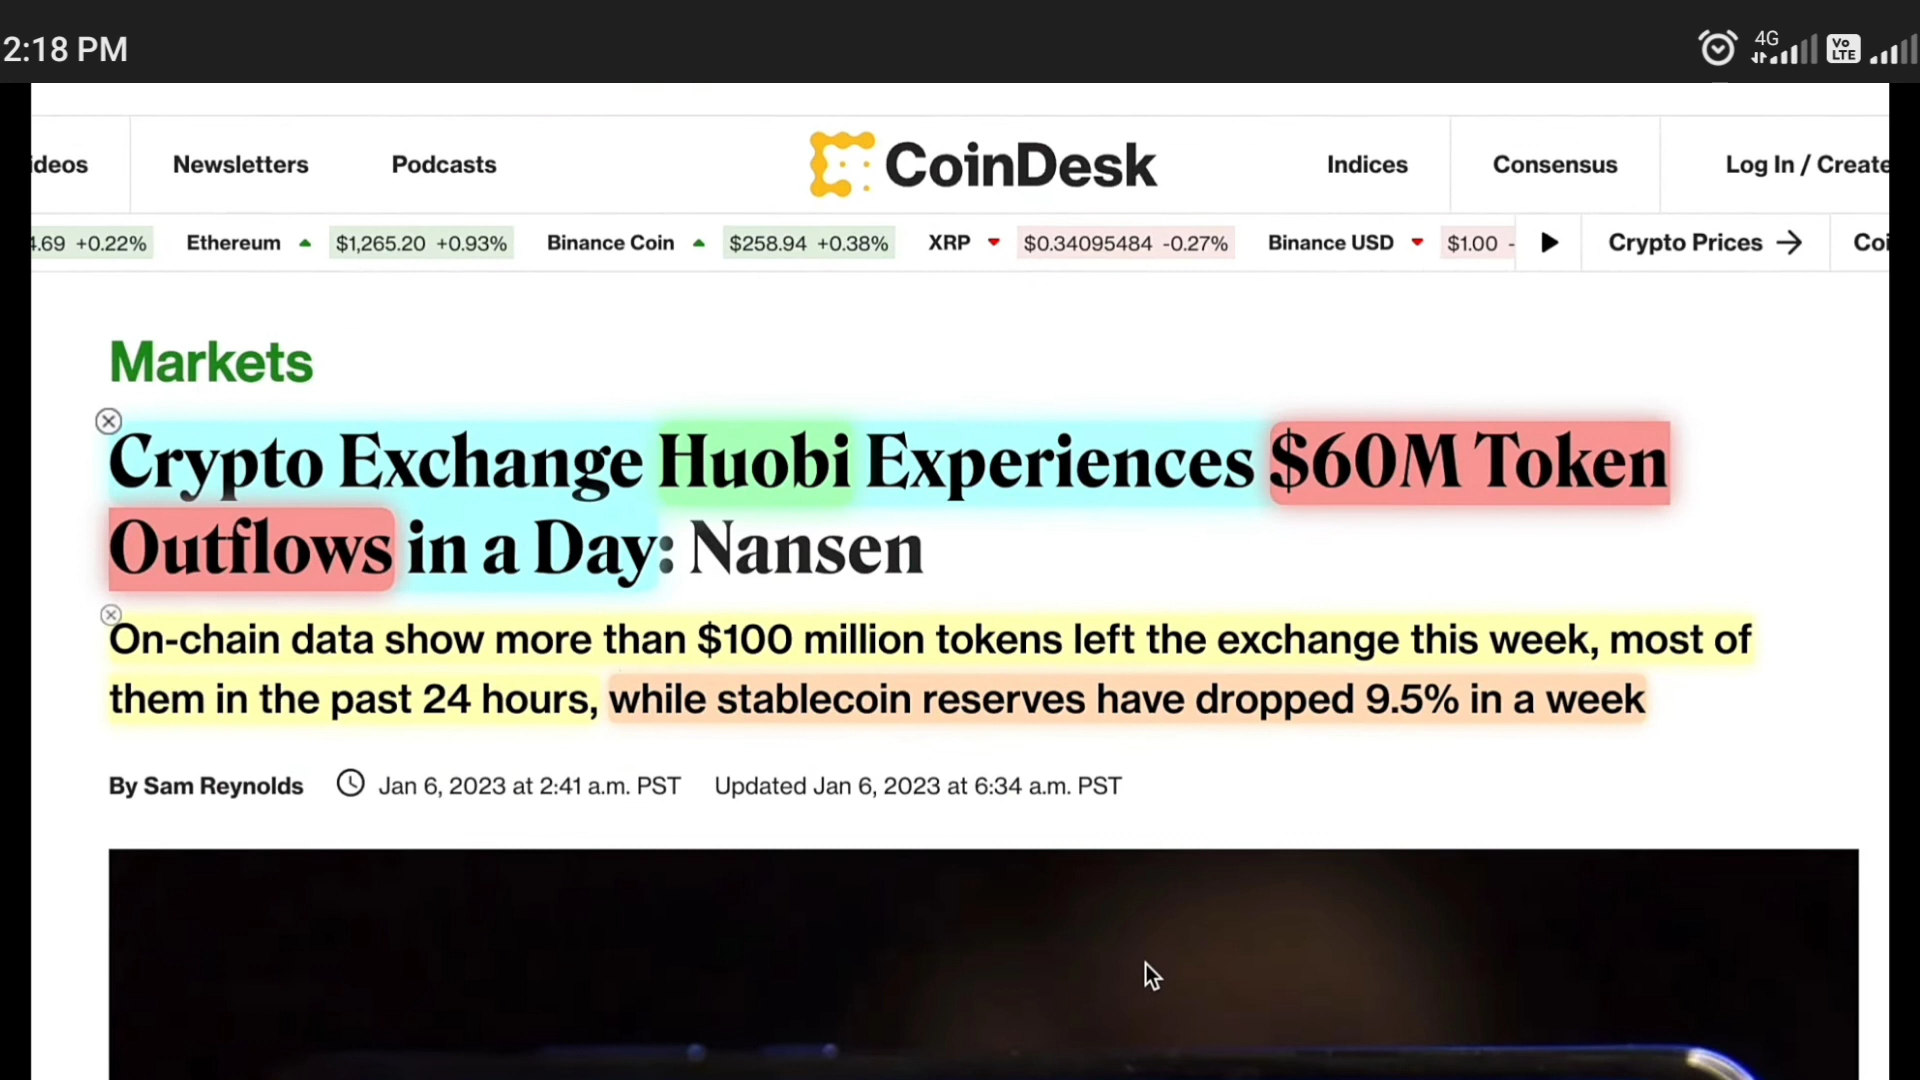 2:18 PM
4G
Vo
LTE
ideos
Newsletters
Podcasts
CoinDesk
Indices
Consensus
Log In / Create
4.69 +0.22%
Ethereum
$1,265.20 +0.93%
Binance Coin
$258.94 +0.38%
XRP
$0.34095484 -0.27%
Binance USD
$1.00 -
Crypto Prices
Coi
Markets
Crypto Exchange Huobi Experiences $60M Token
Outflows in a Day: Nansen
On-chain data show more than $100 million tokens left the exchange this week, most of
them in the past 24 hours, while stablecoin reserves have dropped 9.5% in a week
By Sam Reynolds
Jan 6, 2023 at 2:41 a.m. PST
Updated Jan 6, 2023 at 6:34 a.m. PST